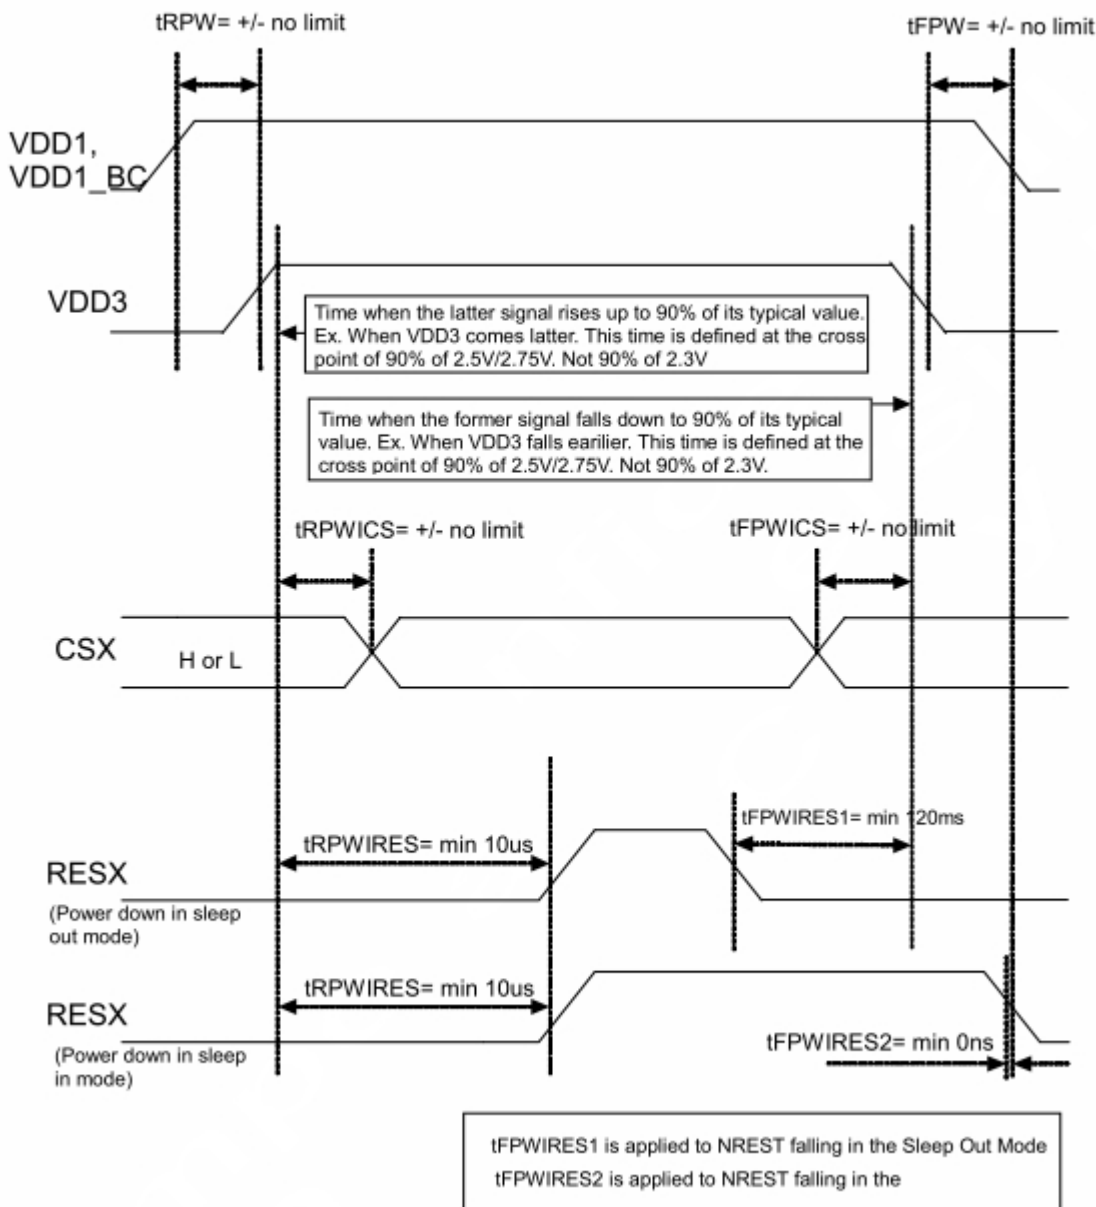 tRPW= +/- no limit
tFPW= +/- no limit
VDD1,
VDD1_BC
VDD3
Time when the latter signal rises up to 90% of its typical value.
Ex. When VDD3 comes latter. This time is defined at the cross
point of 90% of 2.5V/2.75V. Not 90% of 2.3V
Time when the former signal falls down to 90% of its typical
value. Ex. When VDD3 falls earilier. This time is defined at the
cross point of 90% of 2.5V/2.75V. Not 90% of 2.3V.
tRPWICS= +/- no limit
tFPWICS= +/- no limit
CSX
H or L
tFPWIRES1= min 120ms
tRPWIRES= min 10us
RESX
(Power down in sleep
out mode)
tRPWIRES= min 10us
RESX
(Power down in sleep
in mode)
tFPWIRES2= min 0ns
tFPWIRES1 is applied to NREST falling in the Sleep Out Mode
tFPWIRES2 is applied to NREST falling in the